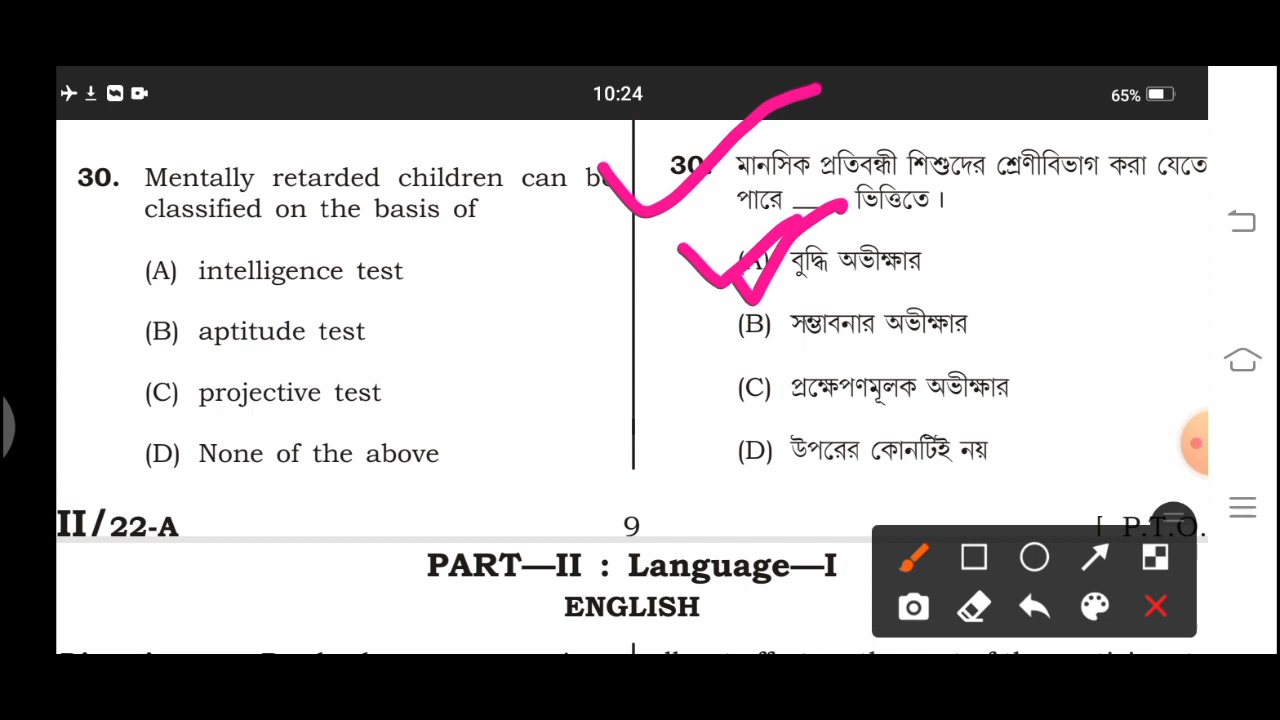 10:24
65%
30. Mentally retarded children can be
classified on the basis of
(A) intelligence test
(B) aptitude test
(C) projective test
(D) None of the above
30. মানসিক প্রতিবন্ধী শিশুদের শ্রেণীবিভাগ করা যেতে
পারে ____ ভিত্তিতে।
(A) বুদ্ধি অভীক্ষার
(B) সম্ভাবনার অভীক্ষার
(C) প্রক্ষেপণমূলক অভীক্ষার
(D) উপরের কোনটিই নয়
II/22-A
9
[ P.T.O.
PART—II : Language—I
ENGLISH